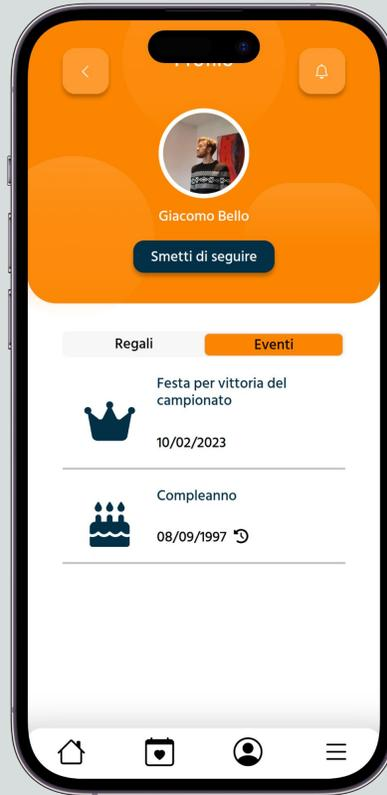 Giacomo Bello
Smetti di seguire
Regali
Eventi
Festa per vittoria del
campionato
10/02/2023
Compleanno
08/09/1997